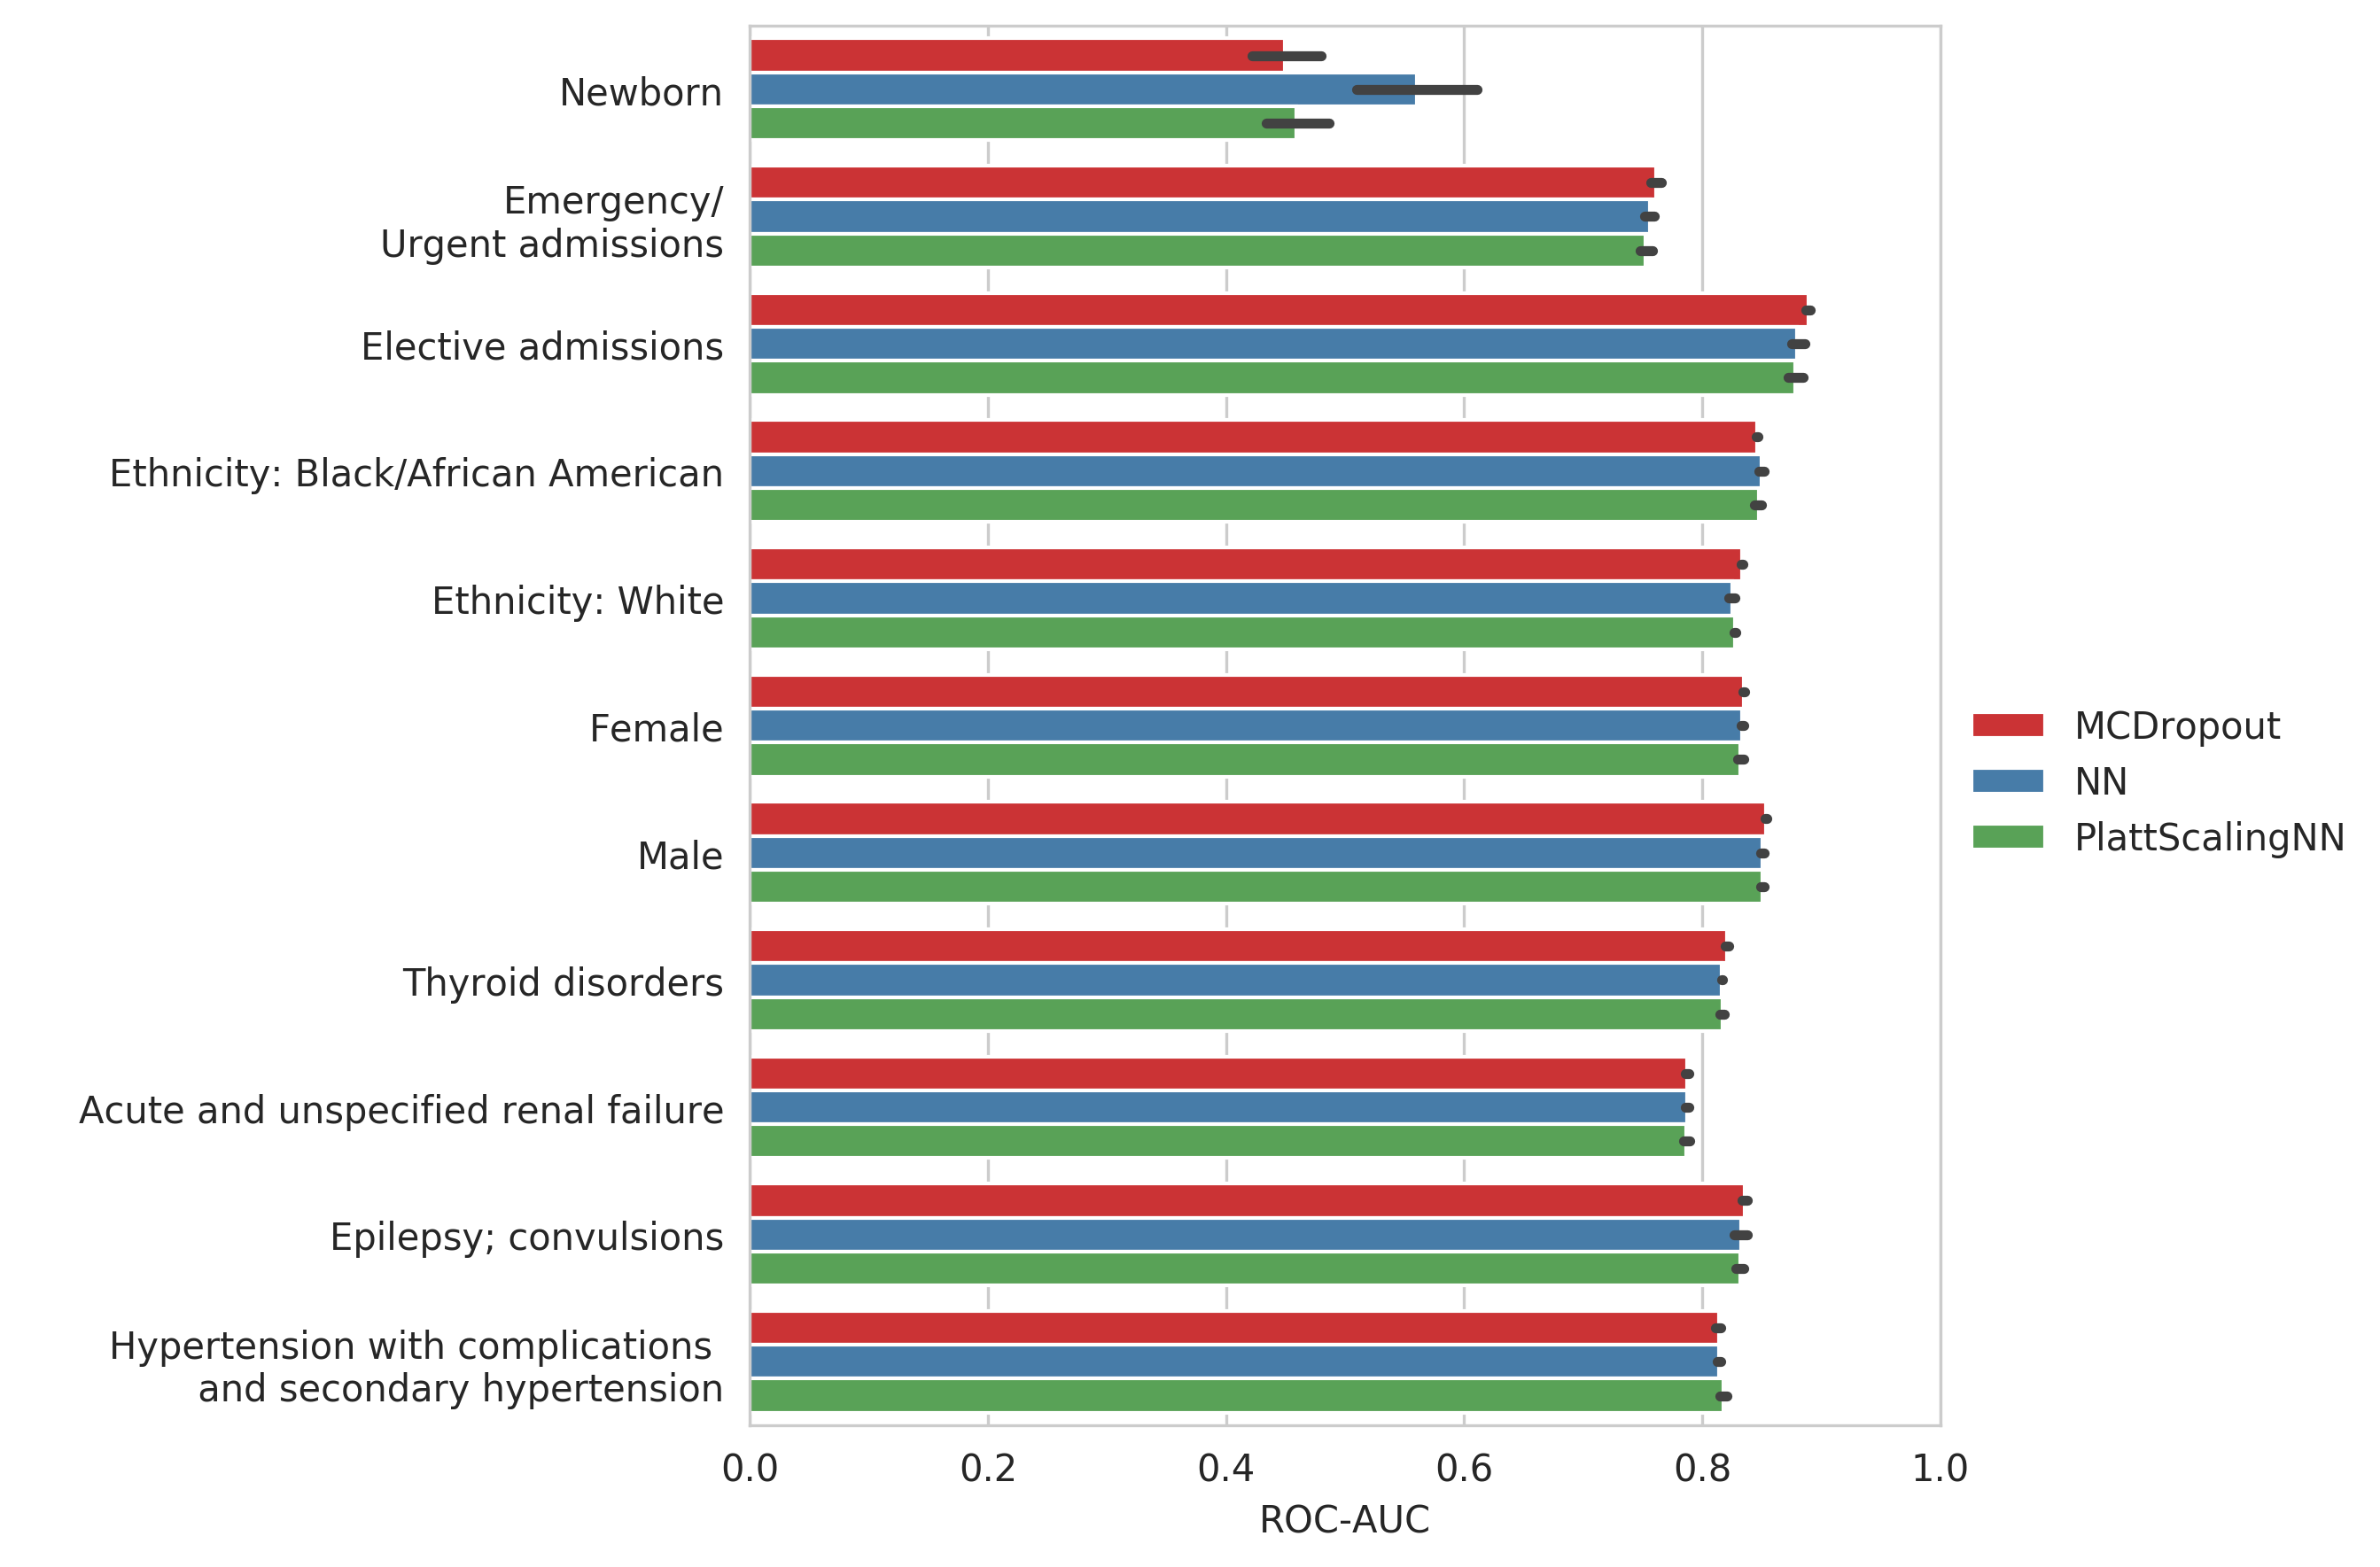 Newborn
Emergency/
Urgent admissions
Elective admissions
Ethnicity: Black/African American
Ethnicity: White
Female
Male
Thyroid disorders
Acute and unspecified renal failure
Epilepsy; convulsions
Hypertension with complications
and secondary hypertension
0.0 0.2 0.4 0.6 0.8 1.0
ROC-AUC
MCDropout
NN
PlattScalingNN